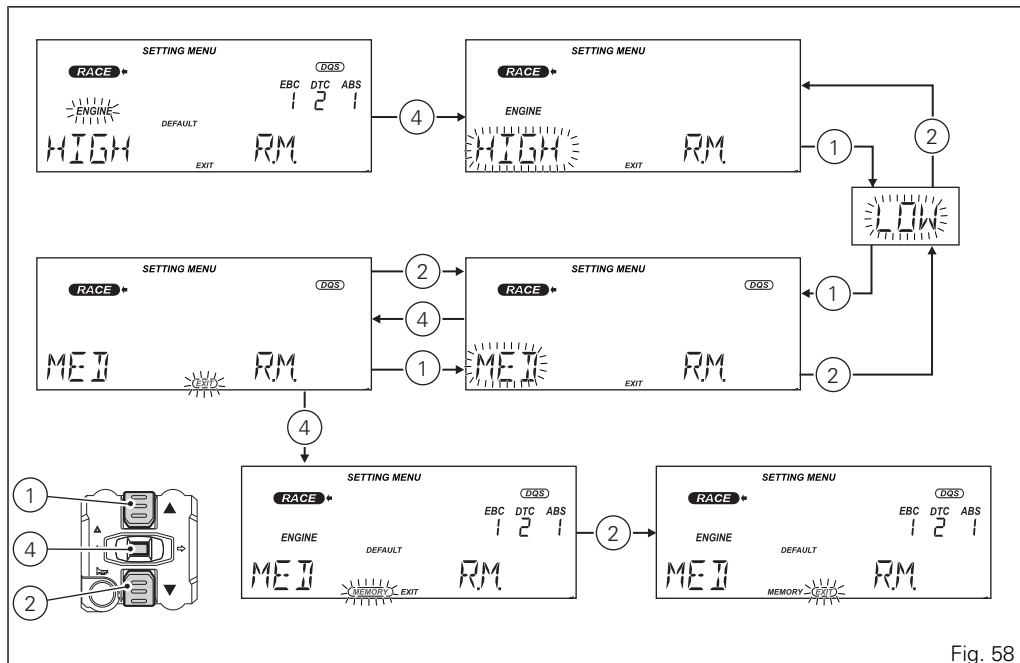 SETTING MENU
RACE
DQS
EBC DTC ABS
1 2 1
ENGINE
DEFAULT
HIGH R.M.
EXIT
4
SETTING MENU
RACE
ENGINE
HIGH R.M.
EXIT
1
2
LOW
SETTING MENU
RACE
DQS
MED R.M.
EXIT
2
4
1
SETTING MENU
RACE
DQS
MED R.M.
EXIT
1
2
4
1
4
2
SETTING MENU
RACE
DQS
EBC DTC ABS
1 2 1
ENGINE
DEFAULT
MED R.M.
MEMORY EXIT
2
SETTING MENU
RACE
DQS
EBC DTC ABS
1 2 1
ENGINE
DEFAULT
MED R.M.
MEMORY EXIT
Fig. 58